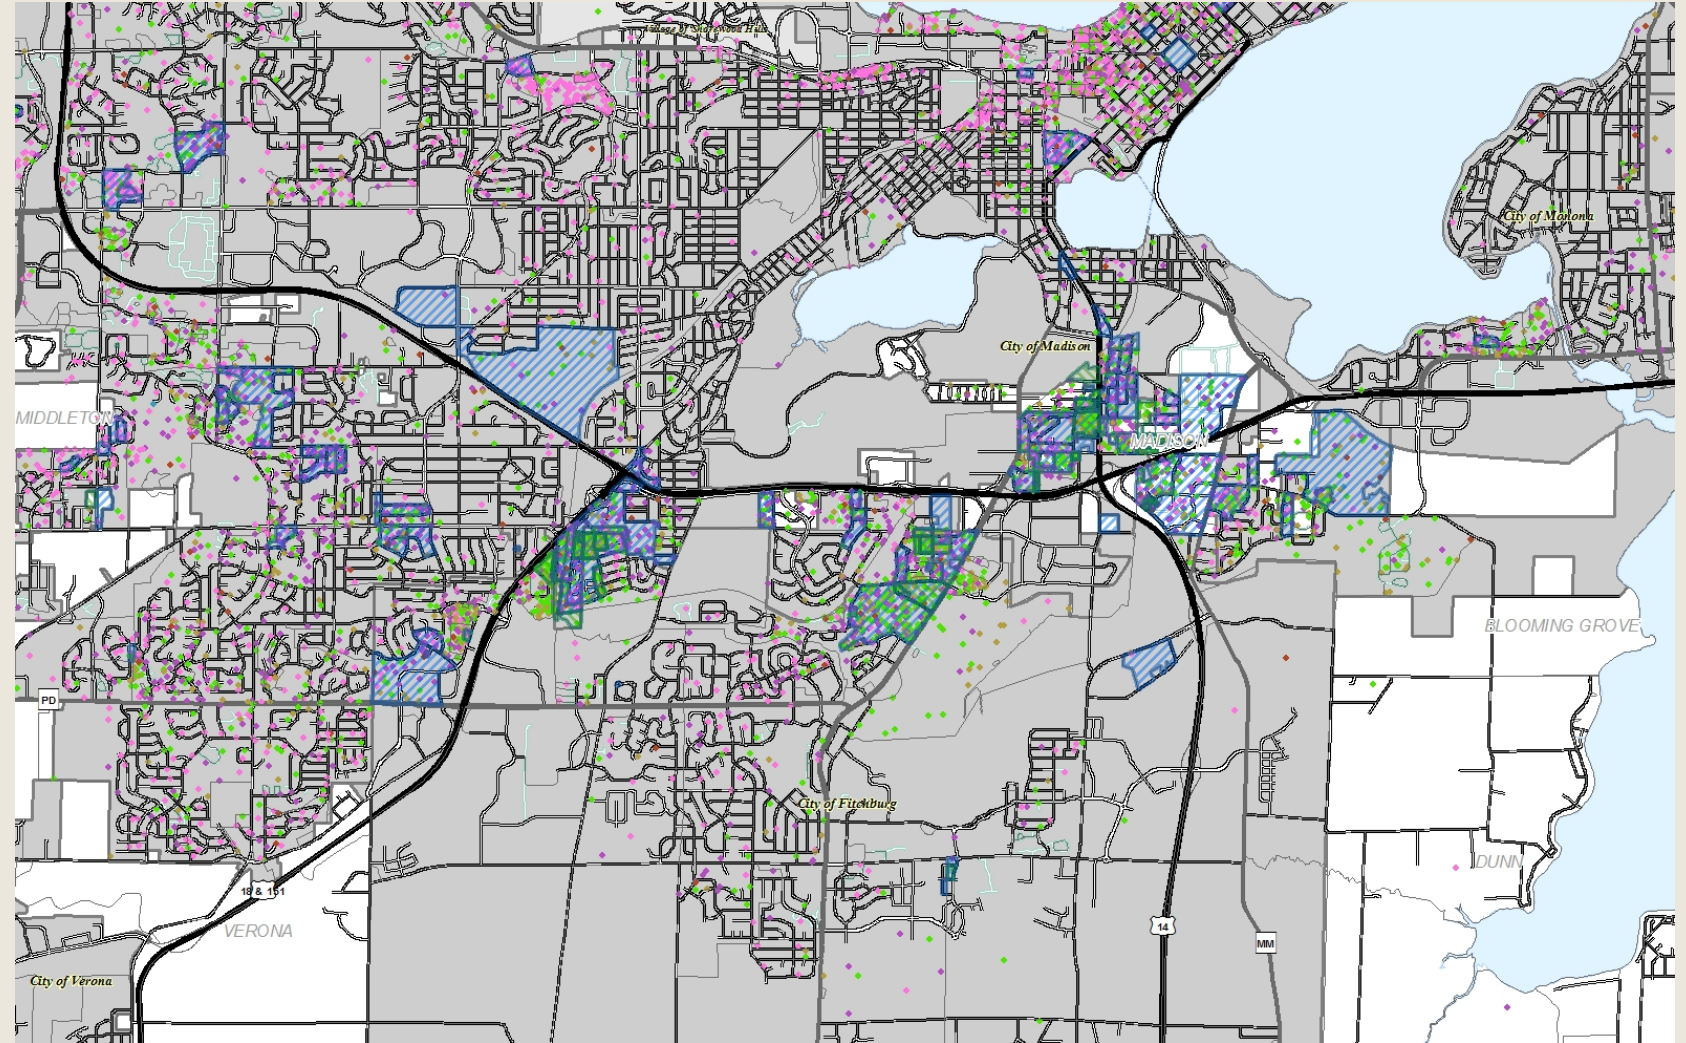 Village of Shorewood Hills
City of Monona
City of Madison
MIDDLETON
MADISON
BLOOMING GROVE
PD
City of Fitchburg
DUNN
18 & 151
VERONA
14
MM
City of Verona